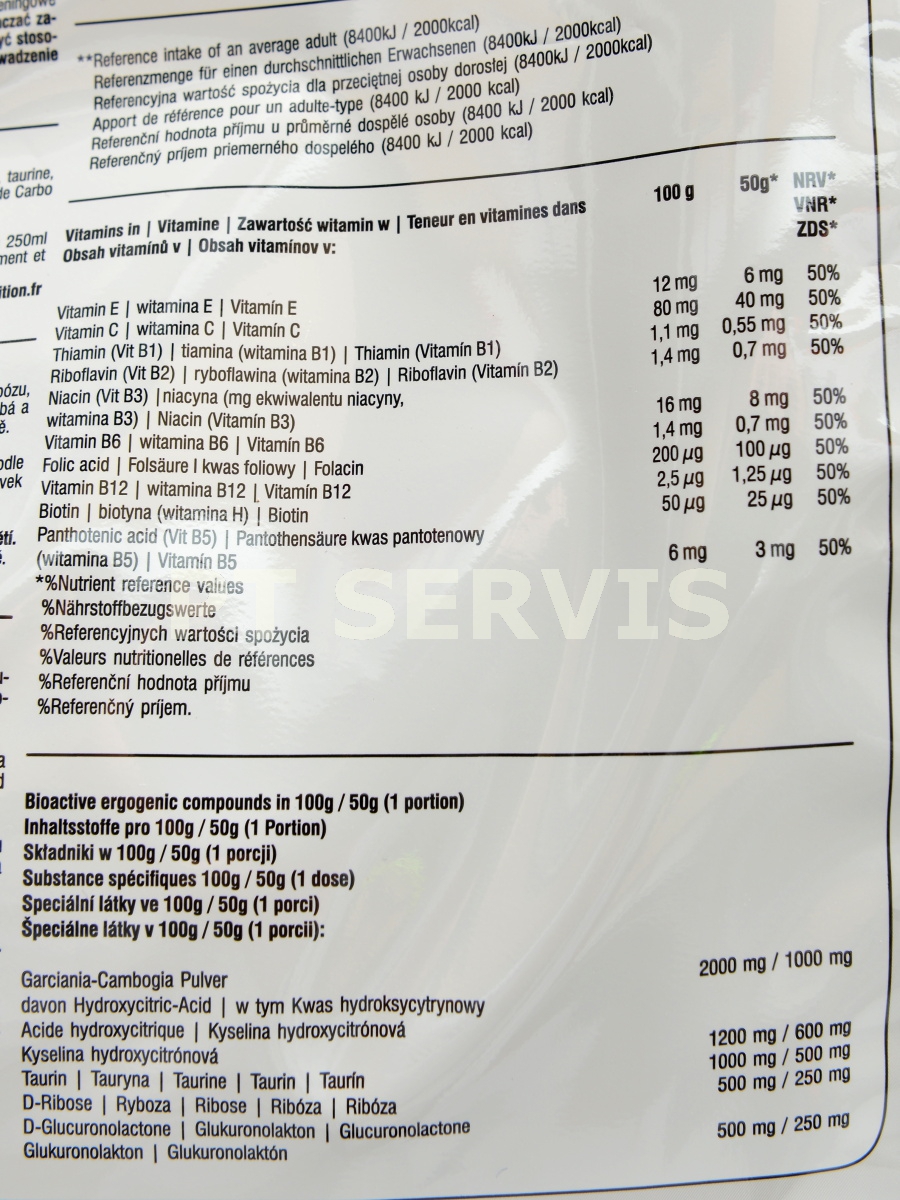 czać za-
yć stoso-
wadzenie
**Reference intake of an average adult (8400kJ / 2000kcal)
Referenzmenge für einen durchschnittlichen Erwachsenen (8400kJ / 2000kcal)
Referencyjna wartość spożycia dla przeciętnej osoby dorosłej (8400kJ / 2000kcal)
Apport de référence pour un adulte-type (8400 kJ / 2000 kcal)
Referenční hodnota příjmu u průměrné dospělé osoby (8400 kJ / 2000 kcal)
Referenčný príjem priemerného dospelého (8400 kJ / 2000 kcal)
taurine,
de Carbo
250ml
ment et
ition.fr
100 g 50g* NRV*
VNR*
ZDS*
Vitamins in | Vitamine | Zawartość witamin w | Teneur en vitamines dans
Obsah vitamínů v | Obsah vitamínov v:
Vitamin E | witamina E | Vitamín E 12 mg 6 mg 50%
Vitamin C | witamina C | Vitamín C 80 mg 40 mg 50%
Thiamin (Vit B1) | tiamina (witamina B1) | Thiamin (Vitamín B1) 1,1 mg 0,55 mg 50%
Riboflavin (Vit B2) | ryboflawina (witamina B2) | Riboflavin (Vitamín B2) 1,4 mg 0,7 mg 50%
Niacin (Vit B3) |niacyna (mg ekwiwalentu niacyny,
witamina B3) | Niacin (Vitamín B3) 16 mg 8 mg 50%
Vitamin B6 | witamina B6 | Vitamín B6 1,4 mg 0,7 mg 50%
Folic acid | Folsäure I kwas foliowy | Folacin 200 µg 100 µg 50%
Vitamin B12 | witamina B12 | Vitamín B12 2,5 µg 1,25 µg 50%
Biotin | biotyna (witamina H) | Biotin 50 µg 25 µg 50%
Panthotenic acid (Vit B5) | Pantothensäure kwas pantotenowy
(witamina B5) | Vitamín B5 6 mg 3 mg 50%
*%Nutrient reference values
%Nährstoffbezugswerte
%Referencyjnych wartości spożycia
%Valeurs nutritionelles de références
%Referenční hodnota příjmu
%Referenčný príjem.
FT SERVIS
Bioactive ergogenic compounds in 100g / 50g (1 portion)
Inhaltsstoffe pro 100g / 50g (1 Portion)
Składniki w 100g / 50g (1 porcji)
Substance spécifiques 100g / 50g (1 dose)
Speciální látky ve 100g / 50g (1 porci)
Špeciálne látky v 100g / 50g (1 porcii):
Garciania-Cambogia Pulver 2000 mg / 1000 mg
davon Hydroxycitric-Acid | w tym Kwas hydroksycytrynowy
Acide hydroxycitrique | Kyselina hydroxycitrónová
Kyselina hydroxycitrónová 1200 mg / 600 mg
Taurin | Tauryna | Taurine | Taurin | Taurín 1000 mg / 500 mg
D-Ribose | Ryboza | Ribose | Ribóza | Ribóza 500 mg / 250 mg
D-Glucuronolactone | Glukuronolakton | Glucuronolactone
Glukuronolakton | Glukuronolaktón 500 mg / 250 mg